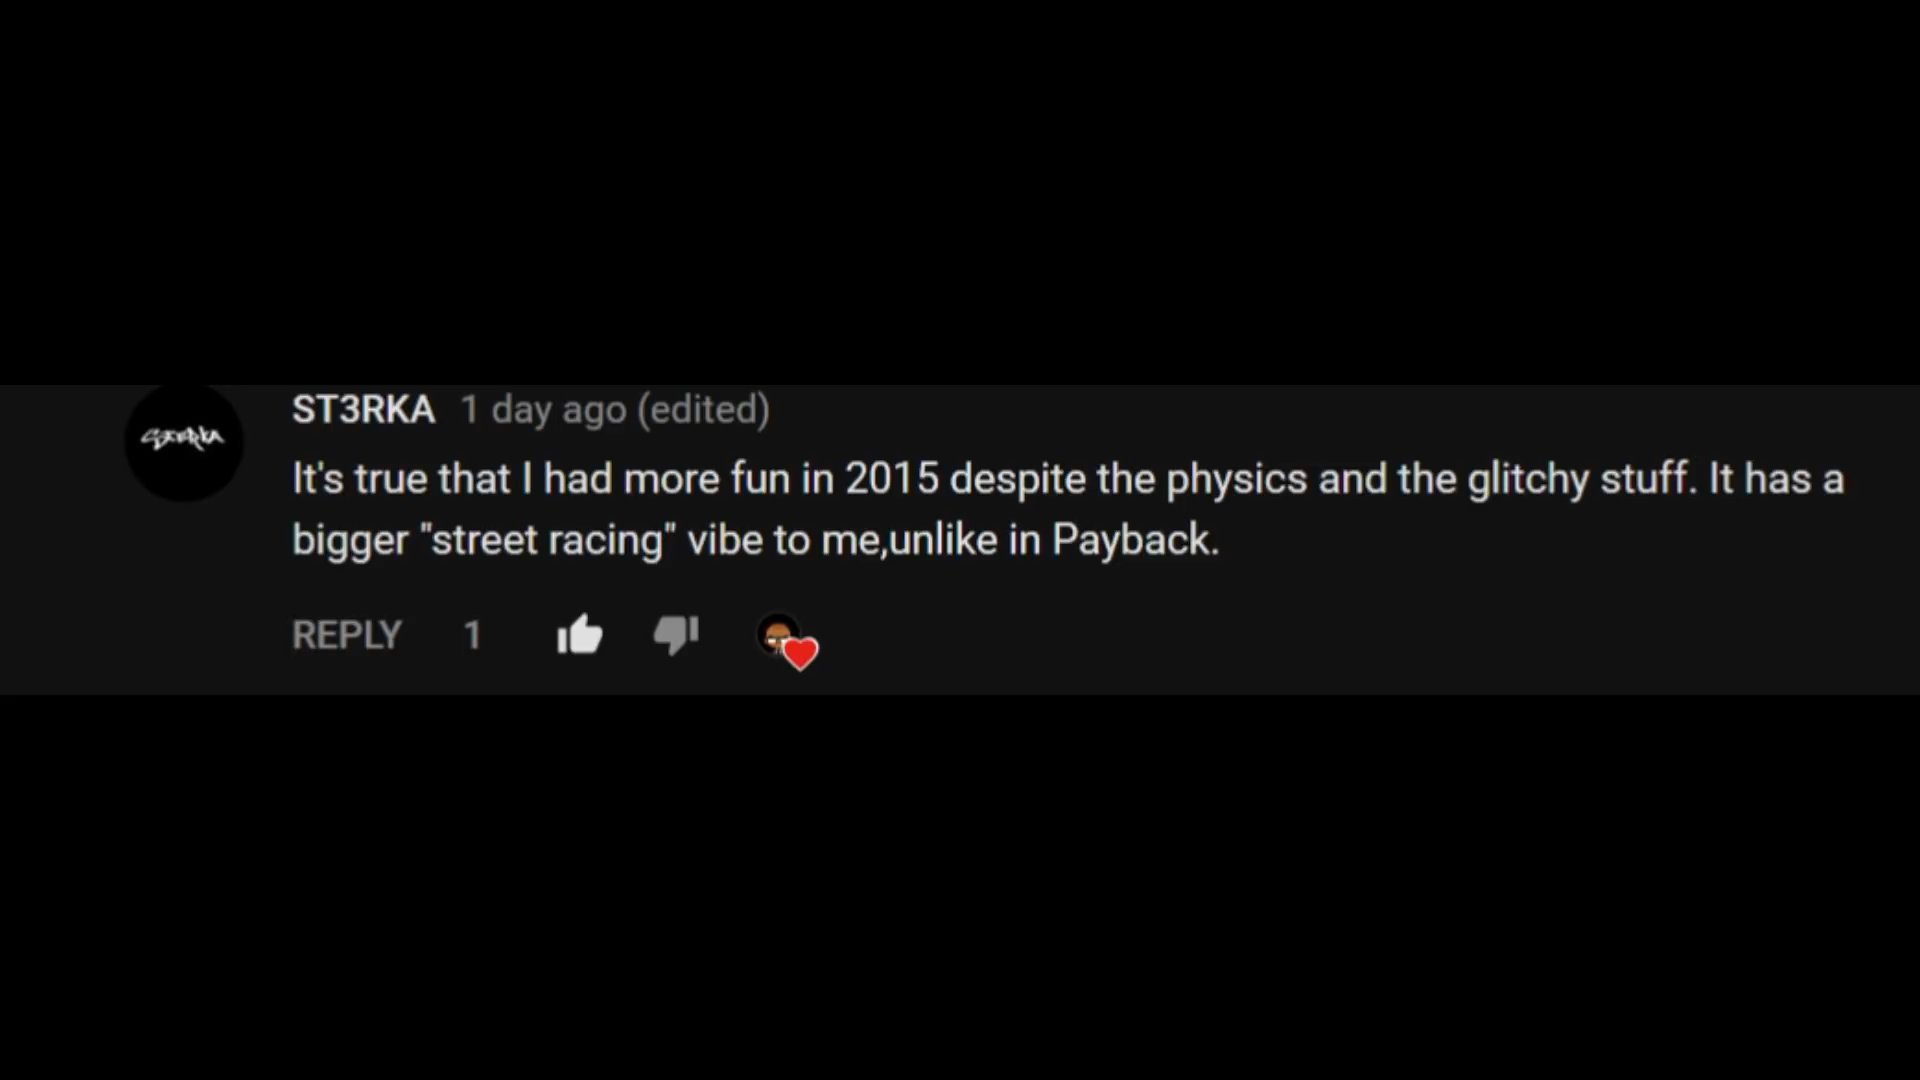 ST3RKA 1 day ago (edited)
It's true that I had more fun in 2015 despite the physics and the glitchy stuff. It has a
bigger "street racing" vibe to me,unlike in Payback.
REPLY 1